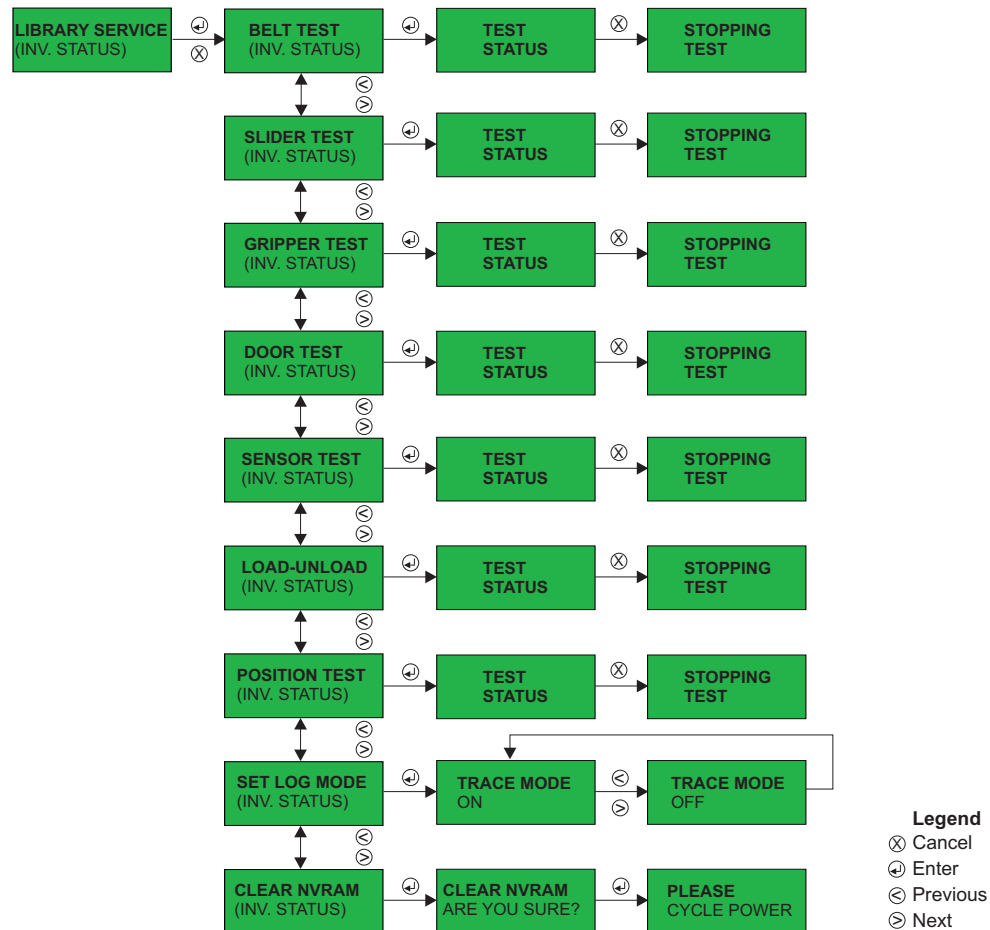 LIBRARY SERVICE
(INV. STATUS)
BELT TEST
(INV. STATUS)
TEST
STATUS
STOPPING
TEST
SLIDER TEST
(INV. STATUS)
TEST
STATUS
STOPPING
TEST
GRIPPER TEST
(INV. STATUS)
TEST
STATUS
STOPPING
TEST
DOOR TEST
(INV. STATUS)
TEST
STATUS
STOPPING
TEST
SENSOR TEST
(INV. STATUS)
TEST
STATUS
STOPPING
TEST
LOAD-UNLOAD
(INV. STATUS)
TEST
STATUS
STOPPING
TEST
POSITION TEST
(INV. STATUS)
TEST
STATUS
STOPPING
TEST
SET LOG MODE
(INV. STATUS)
TRACE MODE
ON
TRACE MODE
OFF
CLEAR NVRAM
(INV. STATUS)
CLEAR NVRAM
ARE YOU SURE?
PLEASE
CYCLE POWER
Legend
Cancel
Enter
Previous
Next